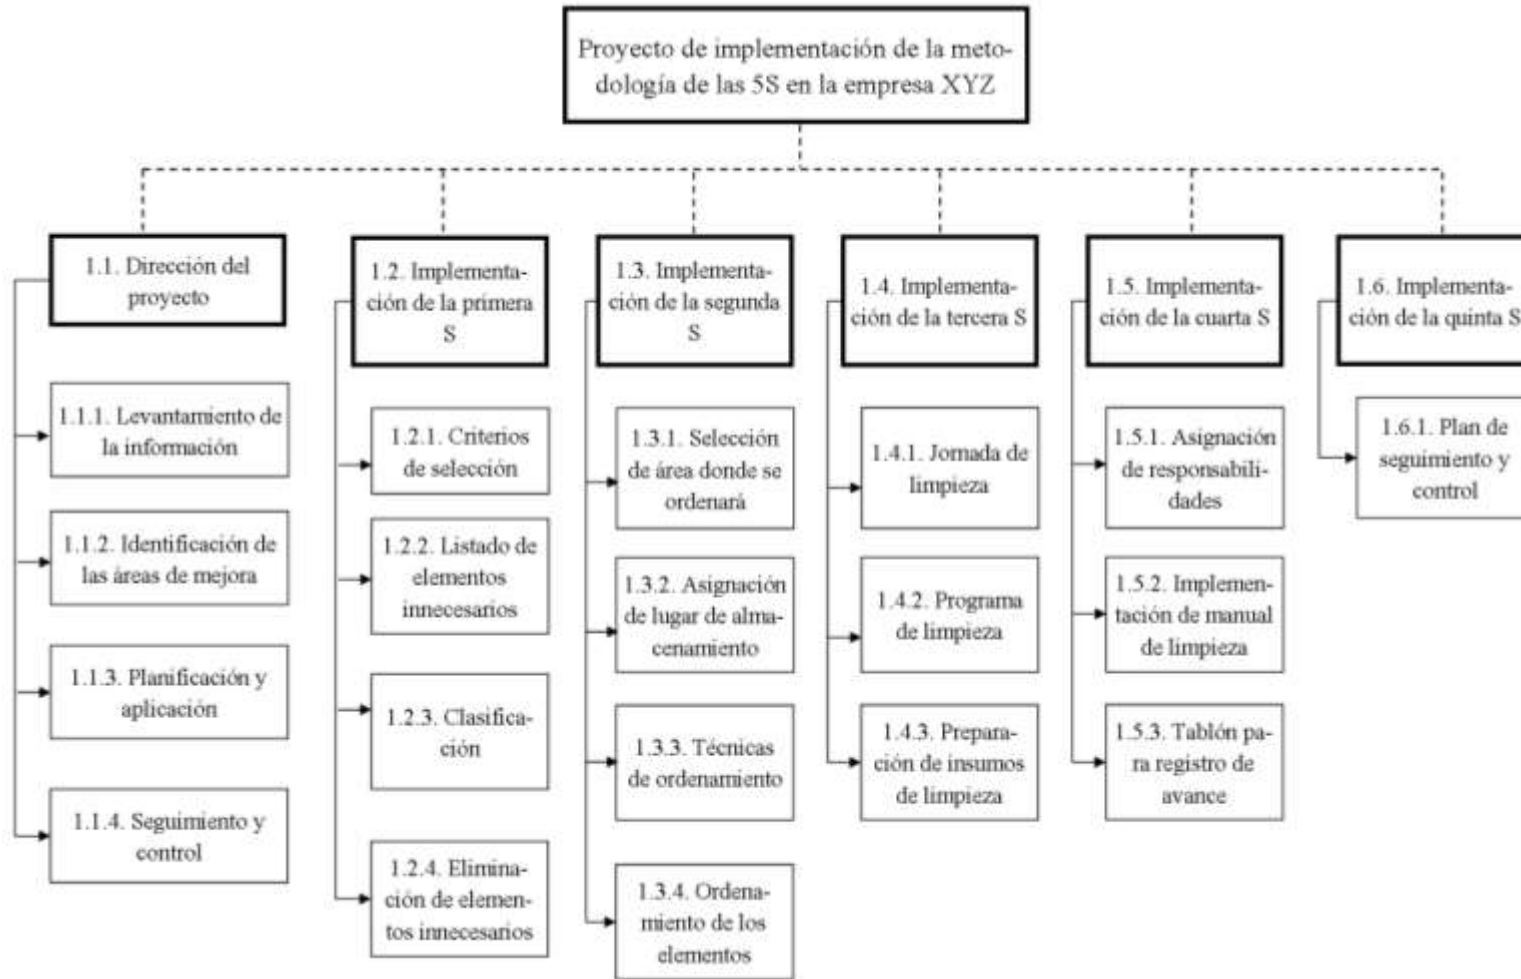 Proyecto de implementación de la meto-
dología de las 5S en la empresa XYZ
1.1. Dirección del
proyecto
1.1.1. Levantamiento de
la información
1.1.2. Identificación de
las áreas de mejora
1.1.3. Planificación y
aplicación
1.1.4. Seguimiento y
control
1.2. Implementa-
ción de la primera
S
1.2.1. Criterios
de selección
1.2.2. Listado de
elementos
innecesarios
1.2.3. Clasifica-
ción
1.2.4. Elimina-
ción de elemen-
tos innecesarios
1.3. Implementa-
ción de la segunda
S
1.3.1. Selección
de área donde se
ordenará
1.3.2. Asignación
de lugar de alma-
cenamiento
1.3.3. Técnicas
de ordenamiento
1.3.4. Ordena-
miento de los
elementos
1.4. Implementa-
ción de la tercera S
1.4.1. Jornada de
limpieza
1.4.2. Programa
de limpieza
1.4.3. Prepara-
ción de insumos
de limpieza
1.5. Implementa-
ción de la cuarta S
1.5.1. Asignación
de responsabili-
dades
1.5.2. Implemen-
tación de manual
de limpieza
1.5.3. Tablón pa-
ra registro de
avance
1.6. Implementa-
ción de la quinta S
1.6.1. Plan de
seguimiento y
control